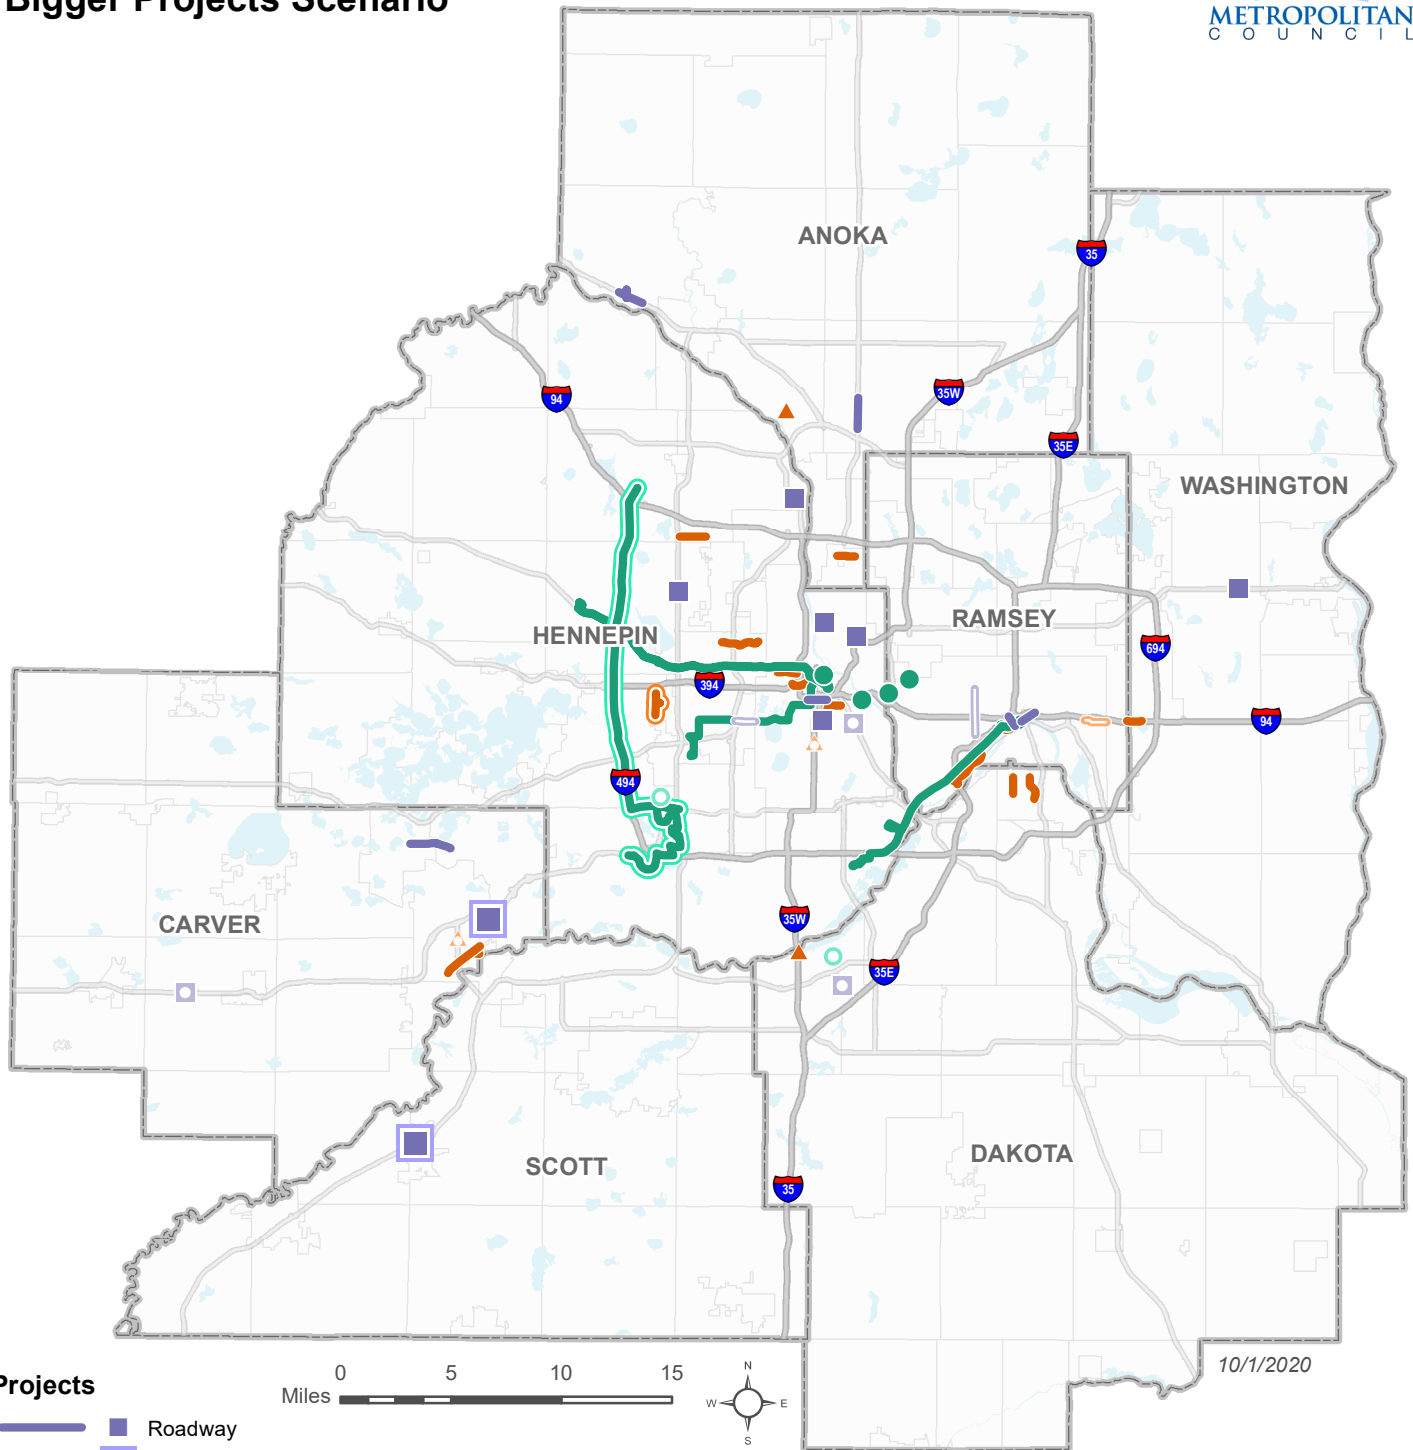 Bigger Projects Scenario
METROPOLITAN
COUNCIL
ANOKA
35
94
35W
35E
WASHINGTON
RAMSEY
HENNEPIN
694
394
94
494
CARVER
35W
35E
SCOTT
DAKOTA
35
10/1/2020
Projects
Miles 0 5 10 15
N
W E
S
Roadway